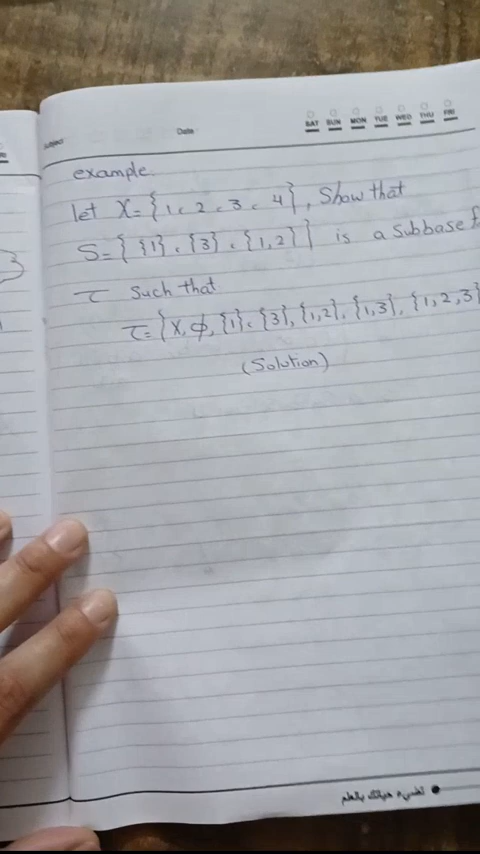 Subject
Date
SAT SUN MON TUE WED THU FRI
example.
let X={1، 2، 3، 4}, Show that
S={{1}، {3}، {1,2}} is a Subbase f
τ Such that
τ={X, φ, {1}، {3}, {1,2}, {1,3}, {1,2,3}
(Solution)